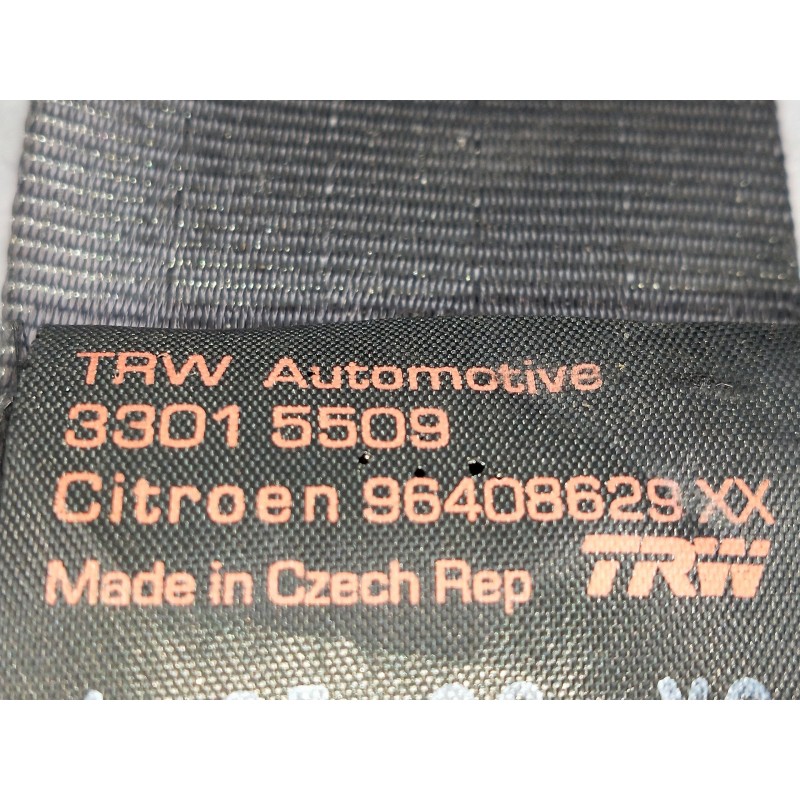 TRW Automotive
3301 5509
Citroen 96408629 XX
Made in Czech Rep TRW